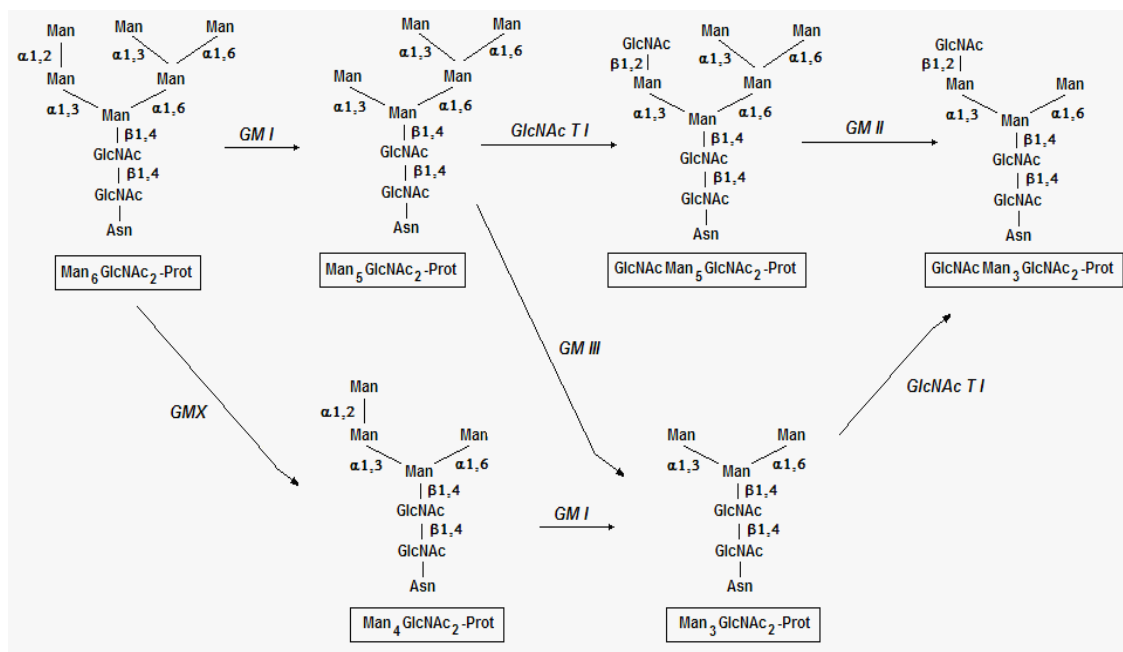 Man Man Man
α1,2 α1,3 α1,6
Man Man
α1,3 Man α1,6
β1,4
GlcNAc
β1,4
GlcNAc
Asn
Man₆GlcNAc₂-Prot
GM I
Man Man
α1,3 α1,6
Man Man
α1,3 Man α1,6
β1,4
GlcNAc
β1,4
GlcNAc
Asn
Man₅GlcNAc₂-Prot
GlcNAc T I
GlcNAc Man Man
β1,2 α1,3 α1,6
Man Man
α1,3 Man α1,6
β1,4
GlcNAc
β1,4
GlcNAc
Asn
GlcNAcMan₅GlcNAc₂-Prot
GM II
GlcNAc
β1,2
Man Man
α1,3 Man α1,6
β1,4
GlcNAc
β1,4
GlcNAc
Asn
GlcNAcMan₃GlcNAc₂-Prot
GMX
GM III
GlcNAc T I
Man
α1,2
Man Man
α1,3 Man α1,6
β1,4
GlcNAc
β1,4
GlcNAc
Asn
Man₄GlcNAc₂-Prot
GM I
Man Man
α1,3 Man α1,6
β1,4
GlcNAc
β1,4
GlcNAc
Asn
Man₃GlcNAc₂-Prot